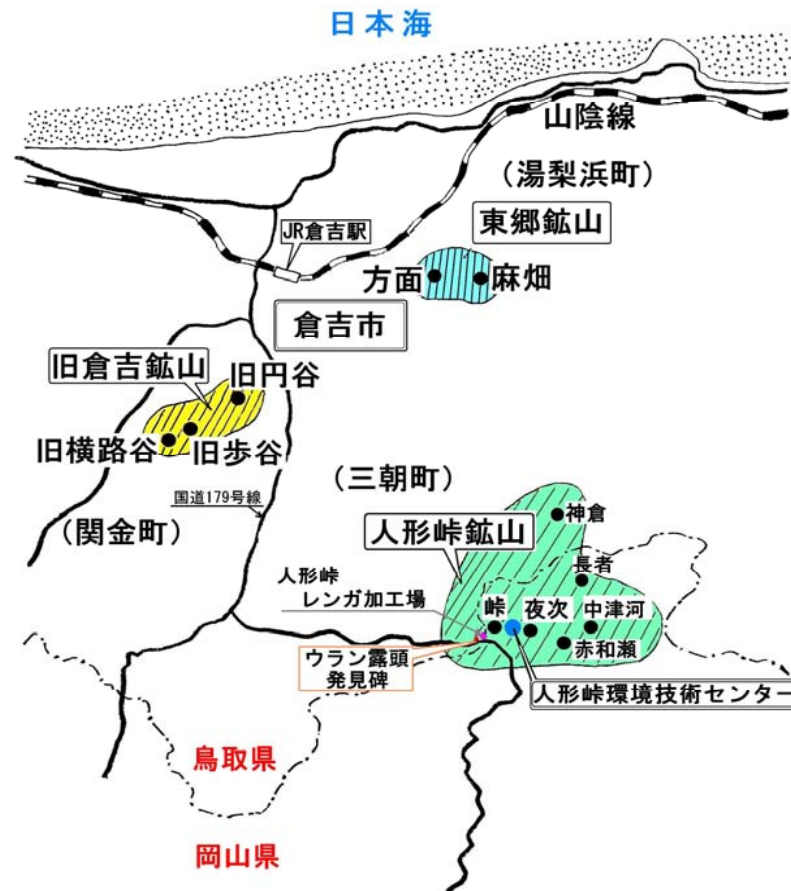 日本海
山陰線
(湯梨浜町)
JR倉吉駅
東郷鉱山
方面
麻畑
倉吉市
旧倉吉鉱山
旧円谷
旧横路谷
旧歩谷
(三朝町)
国道179号線
(関金町)
人形峠鉱山
神倉
長者
人形峠
レンガ加工場
峠
夜次
中津河
赤和瀬
ウラン露頭
発見碑
人形峠環境技術センター
鳥取県
岡山県